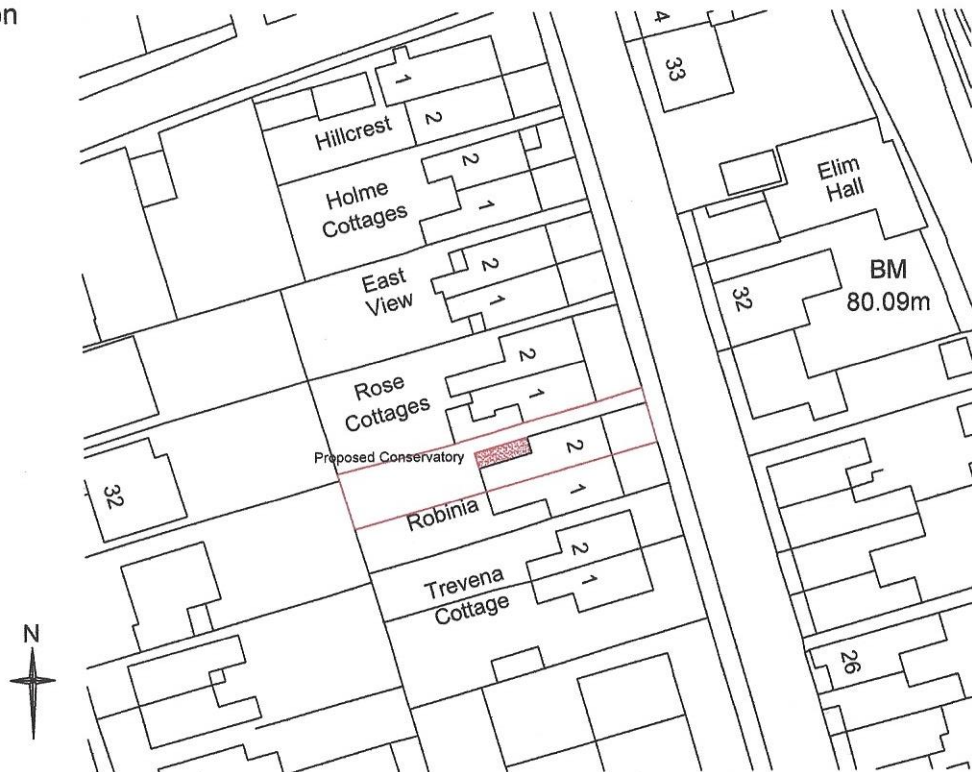 on
4
33
1
2
Hillcrest
2
1
Holme
Cottages
Elim
Hall
2
1
East
View
BM
80.09m
32
2
1
Rose
Cottages
Proposed Conservatory
2
1
Robinia
32
2
1
Trevena
Cottage
N
26